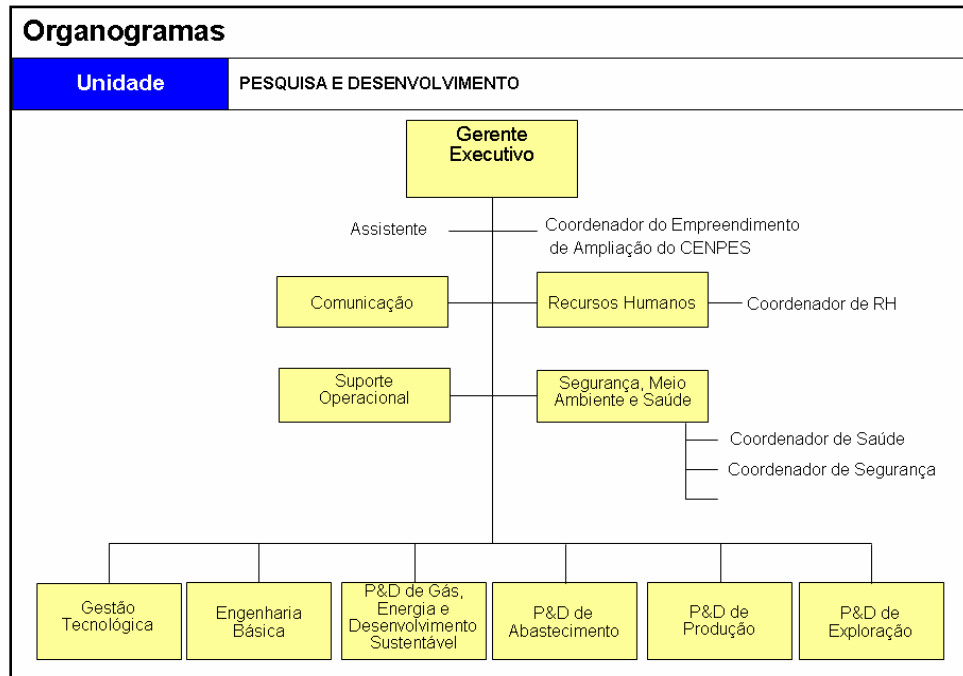 Organogramas
Unidade
PESQUISA E DESENVOLVIMENTO
Gerente
Executivo
Assistente
Coordenador do Empreendimento
de Ampliação do CENPES
Comunicação
Recursos Humanos
Coordenador de RH
Suporte
Operacional
Segurança, Meio
Ambiente e Saúde
Coordenador de Saúde
Coordenador de Segurança
Gestão
Tecnológica
Engenharia
Básica
P&D de Gás,
Energia e
Desenvolvimento
Sustentável
P&D de
Abastecimento
P&D de
Produção
P&D de
Exploração